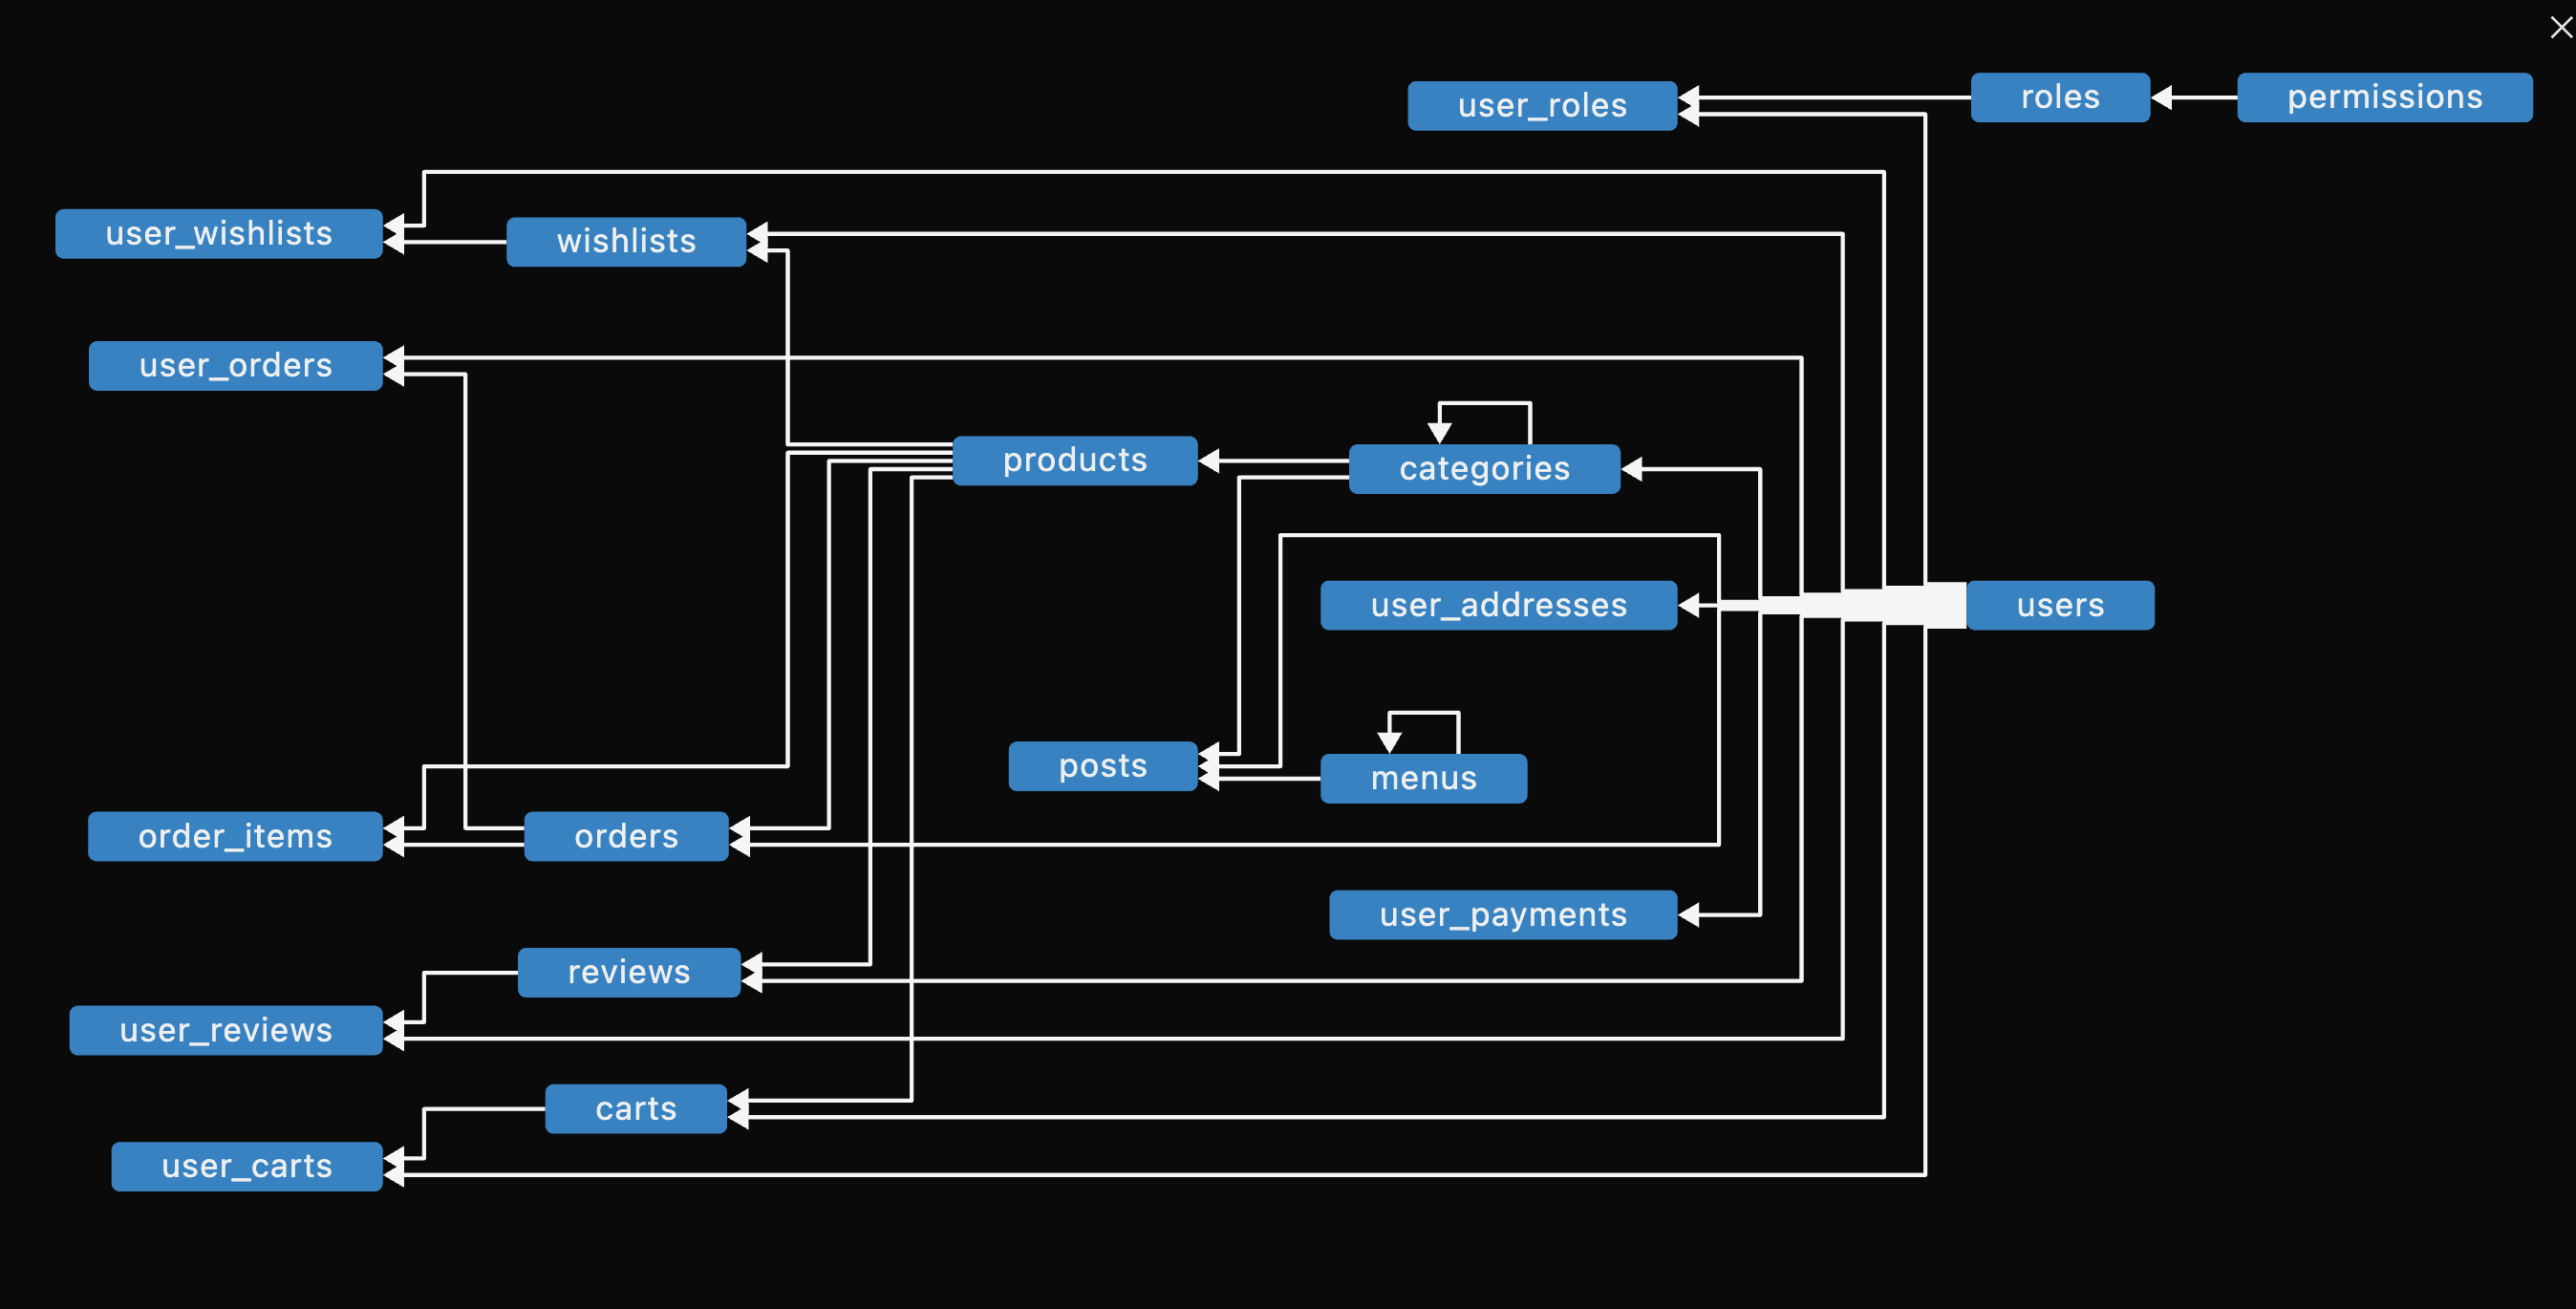 user_roles
roles
permissions
user_wishlists
wishlists
user_orders
products
categories
user_addresses
users
posts
menus
order_items
orders
user_payments
reviews
user_reviews
carts
user_carts